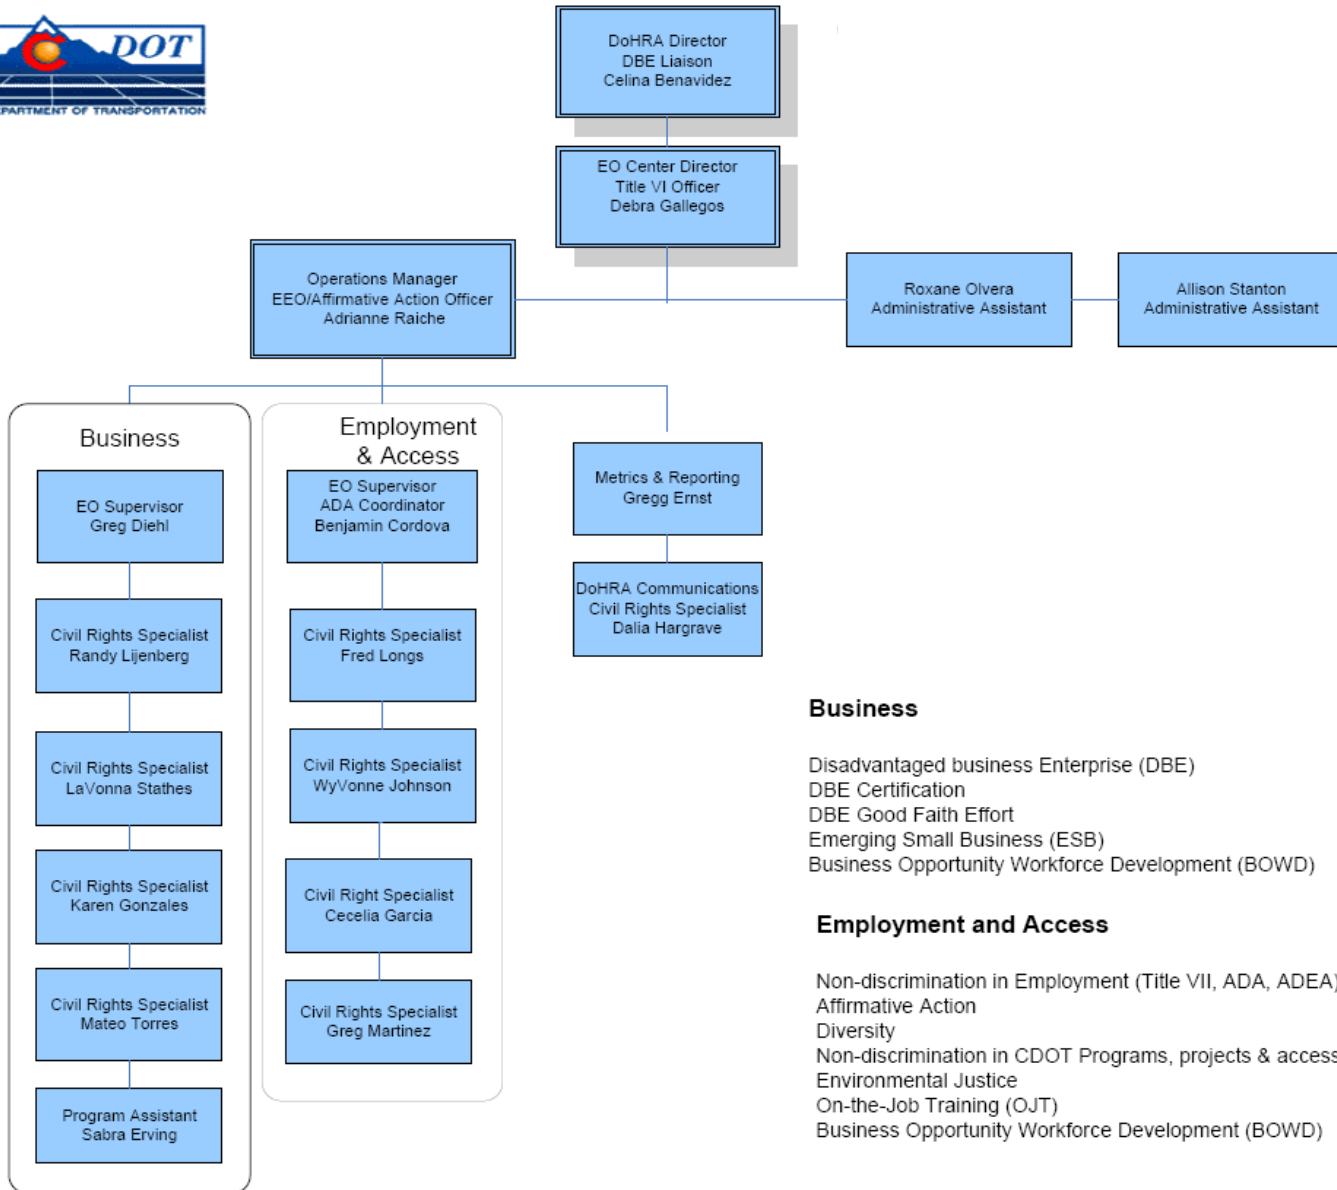 DOT
DEPARTMENT OF TRANSPORTATION
DoHRA Director
DBE Liaison
Celina Benavidez
EO Center Director
Title VI Officer
Debra Gallegos
Operations Manager
EEO/Affirmative Action Officer
Adrianne Raiche
Roxane Olvera
Administrative Assistant
Allison Stanton
Administrative Assistant
Business
EO Supervisor
Greg Diehl
Civil Rights Specialist
Randy Lijenberg
Civil Rights Specialist
LaVonna Stathes
Civil Rights Specialist
Karen Gonzales
Civil Rights Specialist
Mateo Torres
Program Assistant
Sabra Erving
Employment
& Access
EO Supervisor
ADA Coordinator
Benjamin Cordova
Civil Rights Specialist
Fred Longs
Civil Rights Specialist
WyVonne Johnson
Civil Right Specialist
Cecelia Garcia
Civil Rights Specialist
Greg Martinez
Metrics & Reporting
Gregg Ernst
DoHRA Communications
Civil Rights Specialist
Dalia Hargrave
Business
Disadvantaged business Enterprise (DBE)
DBE Certification
DBE Good Faith Effort
Emerging Small Business (ESB)
Business Opportunity Workforce Development (BOWD)
Employment and Access
Non-discrimination in Employment (Title VII, ADA, ADEA)
Affirmative Action
Diversity
Non-discrimination in CDOT Programs, projects & access
Environmental Justice
On-the-Job Training (OJT)
Business Opportunity Workforce Development (BOWD)